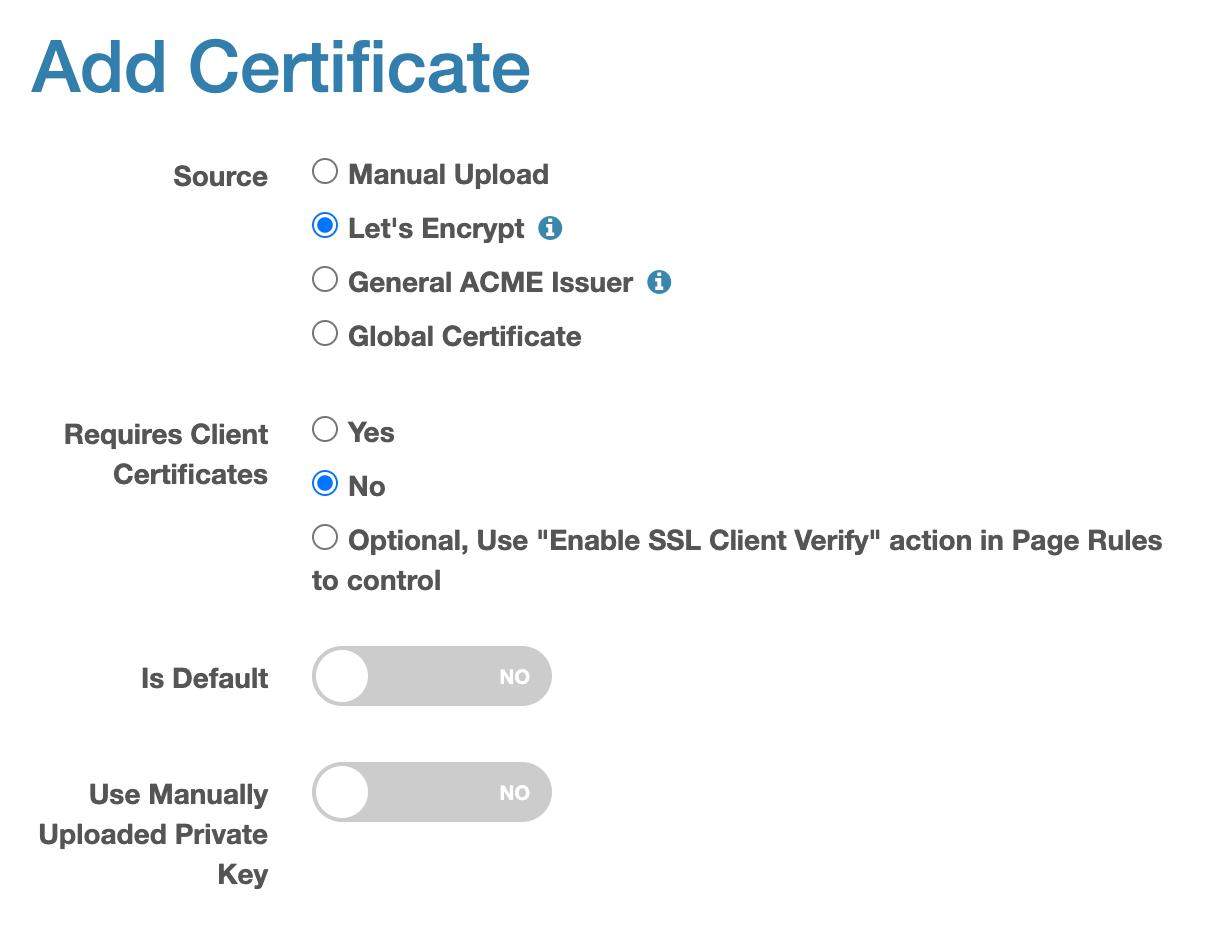 Add Certificate
Source
Manual Upload
Let's Encrypt
General ACME Issuer
Global Certificate
Requires Client
Certificates
Yes
No
Optional, Use "Enable SSL Client Verify" action in Page Rules
to control
Is Default
NO
Use Manually
Uploaded Private
Key
NO